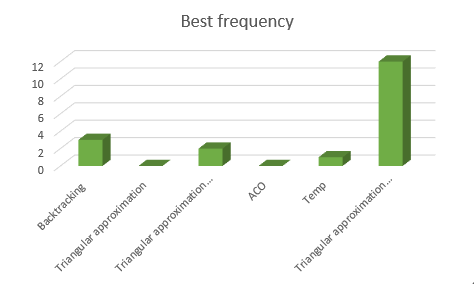 Best frequency
12
10
8
6
4
2
0
Backtracking
Triangular approximation
Triangular approximation...
ACO
Temp
Triangular approximation...